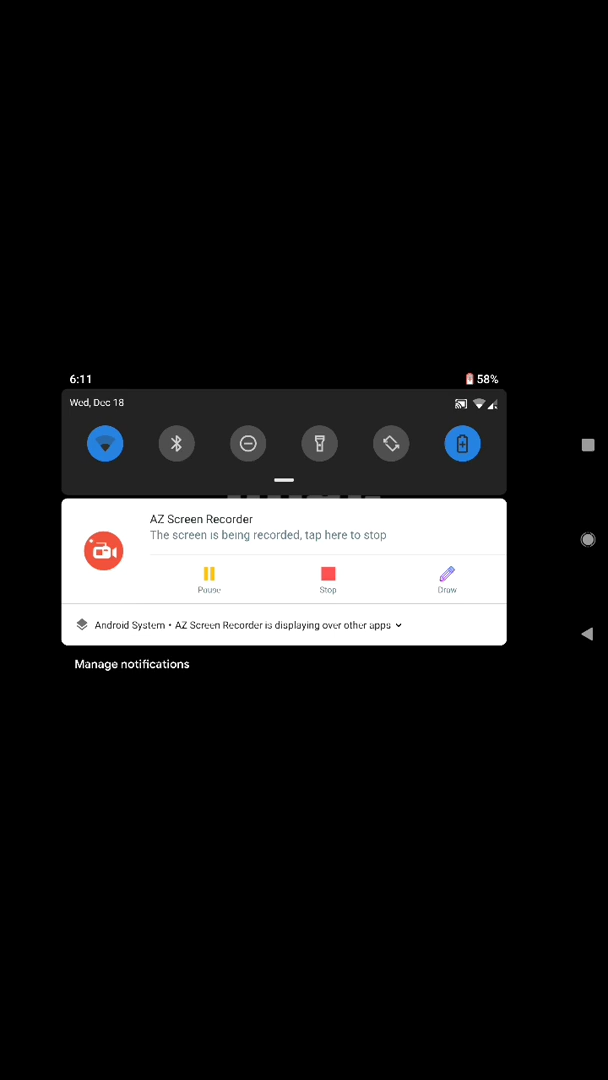 6:11
58%
Wed, Dec 18
AZ Screen Recorder
The screen is being recorded, tap here to stop
Pause
Stop
Draw
Android System • AZ Screen Recorder is displaying over other apps
Manage notifications